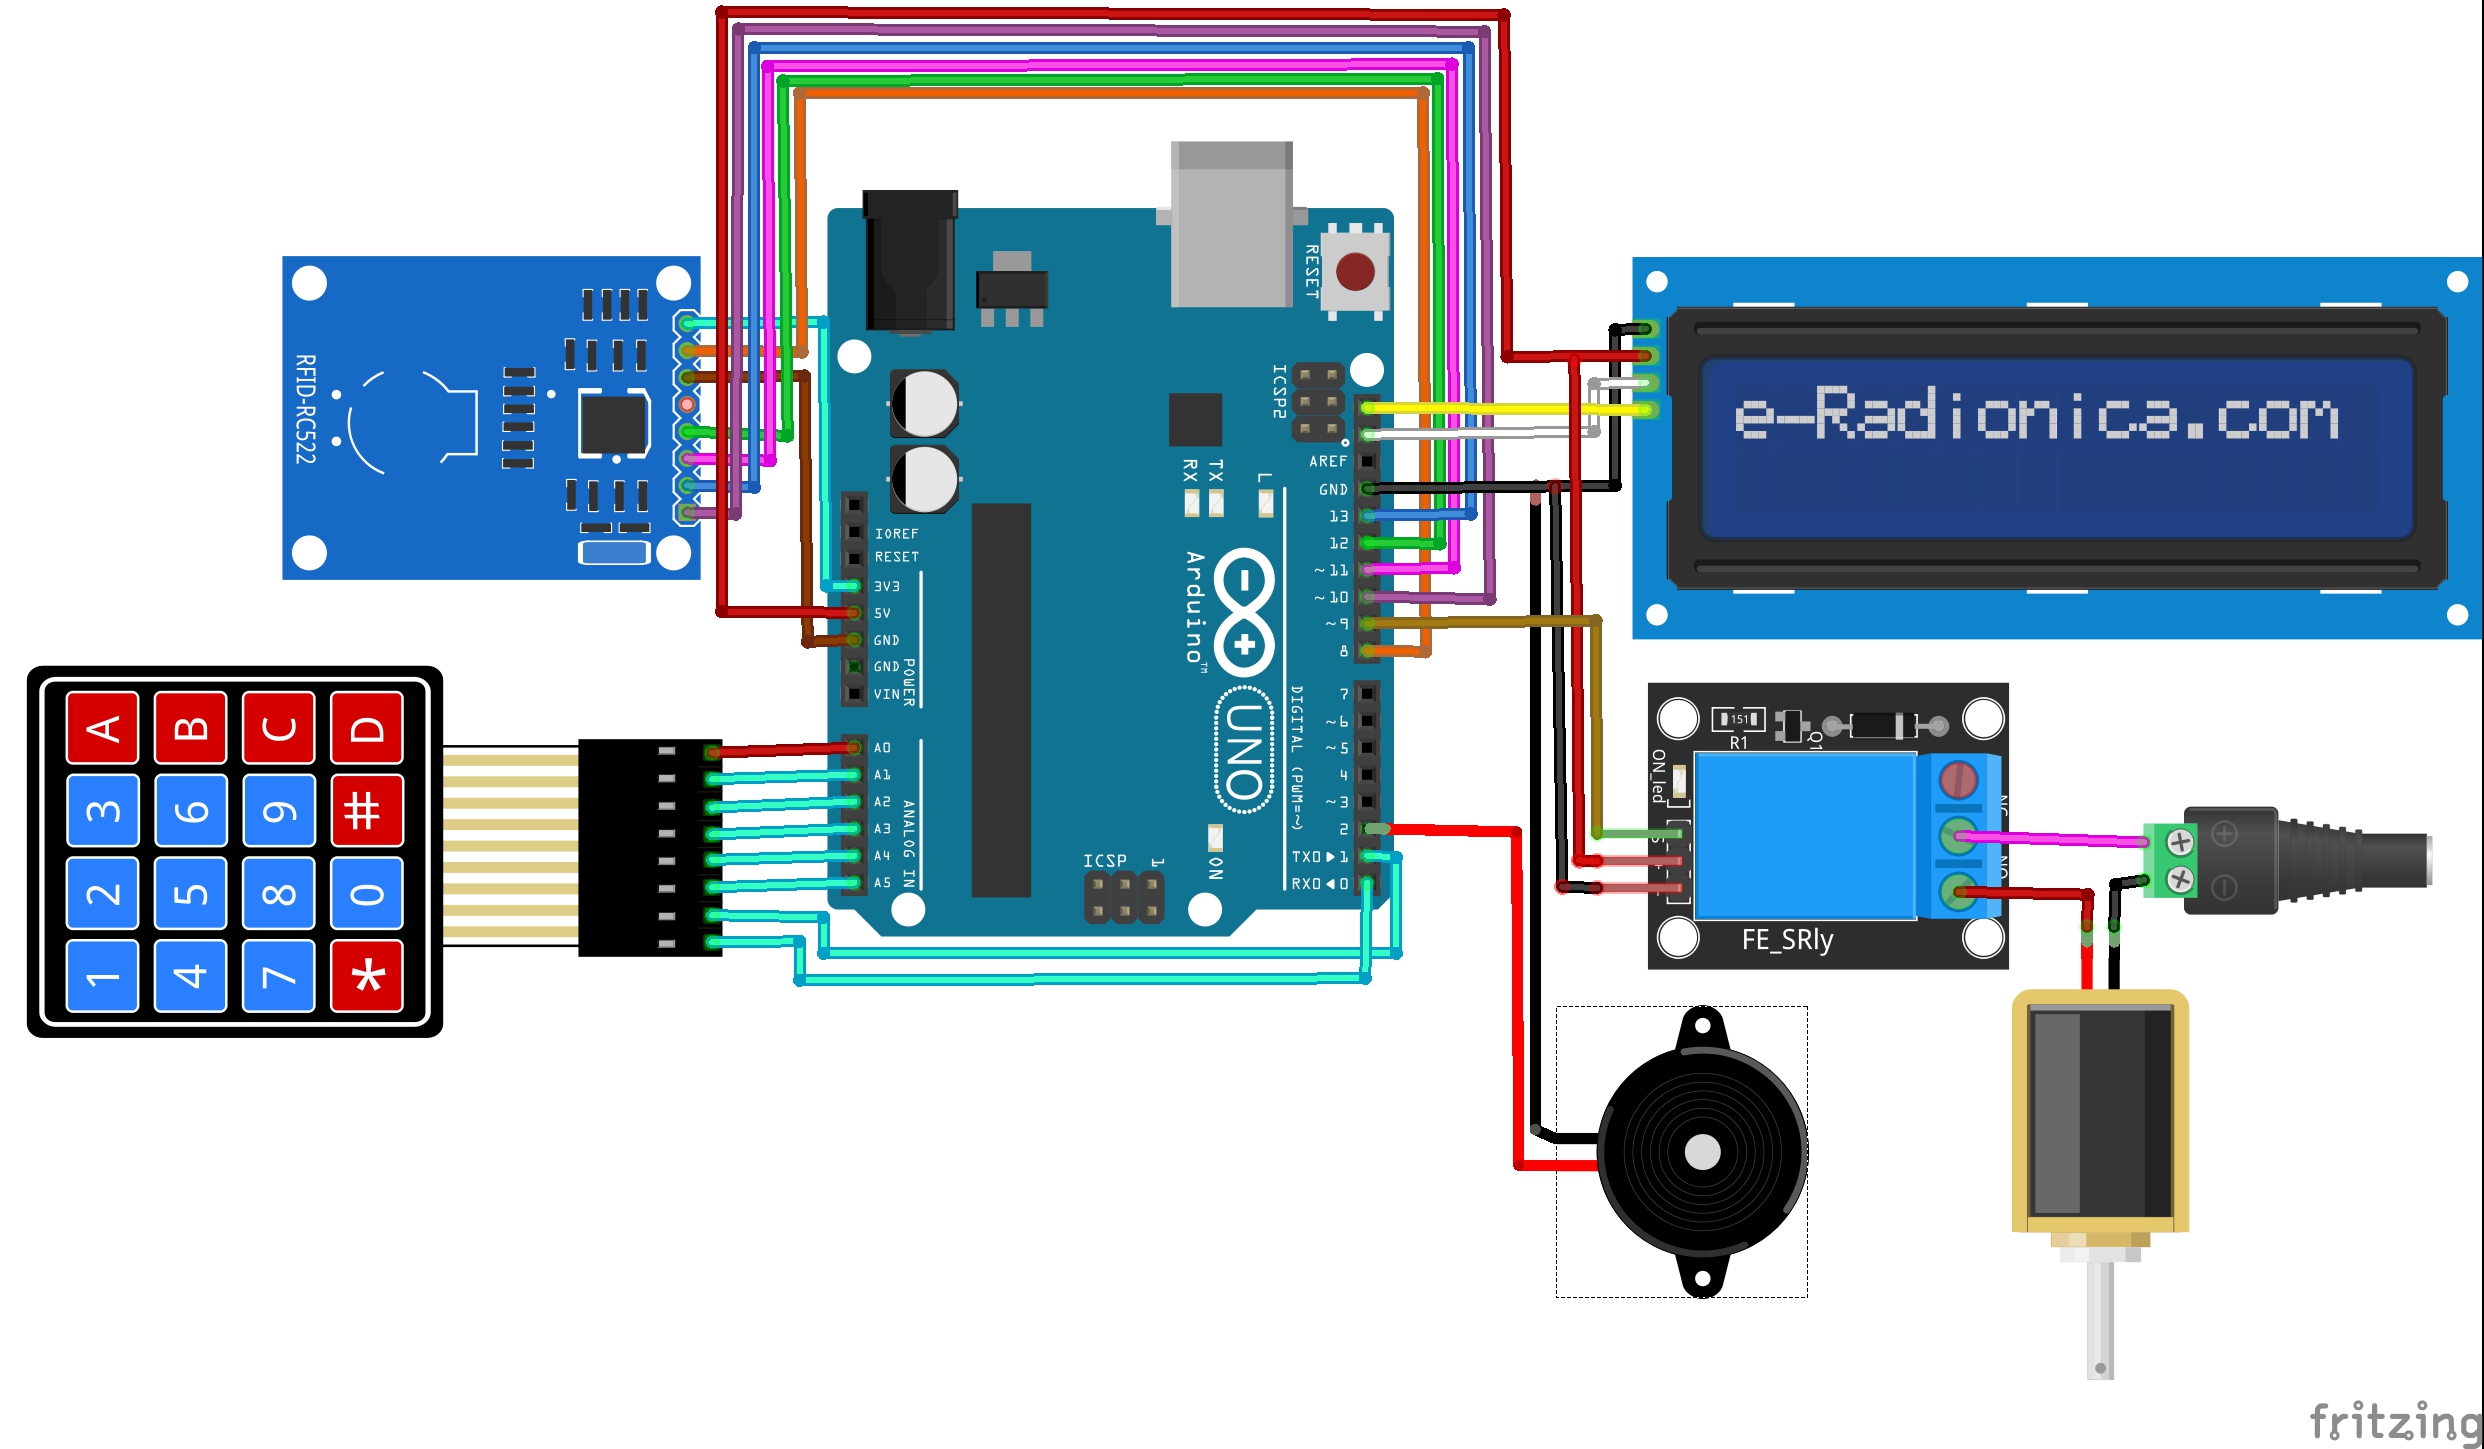 RESET
RFID-RC522
ICSP2
e-Radionica.com
AREF
RX
TX
L
GND
IOREF
13
RESET
12
3V3
~11
5V
~10
GND
~9
GND
8
VIN
POWER
Arduino™
UNO
DIGITAL (PWM=~)
7
~6
~5
4
~3
2
TX0▶1
RX0◀0
A0
A1
A2
A3
A4
A5
ANALOG IN
ICSP
1
ON
A
B
C
D
3
6
9
#
2
5
8
0
1
4
7
*
151
R1
Q1
ON_led
S
NO
FE_SRly
fritzing